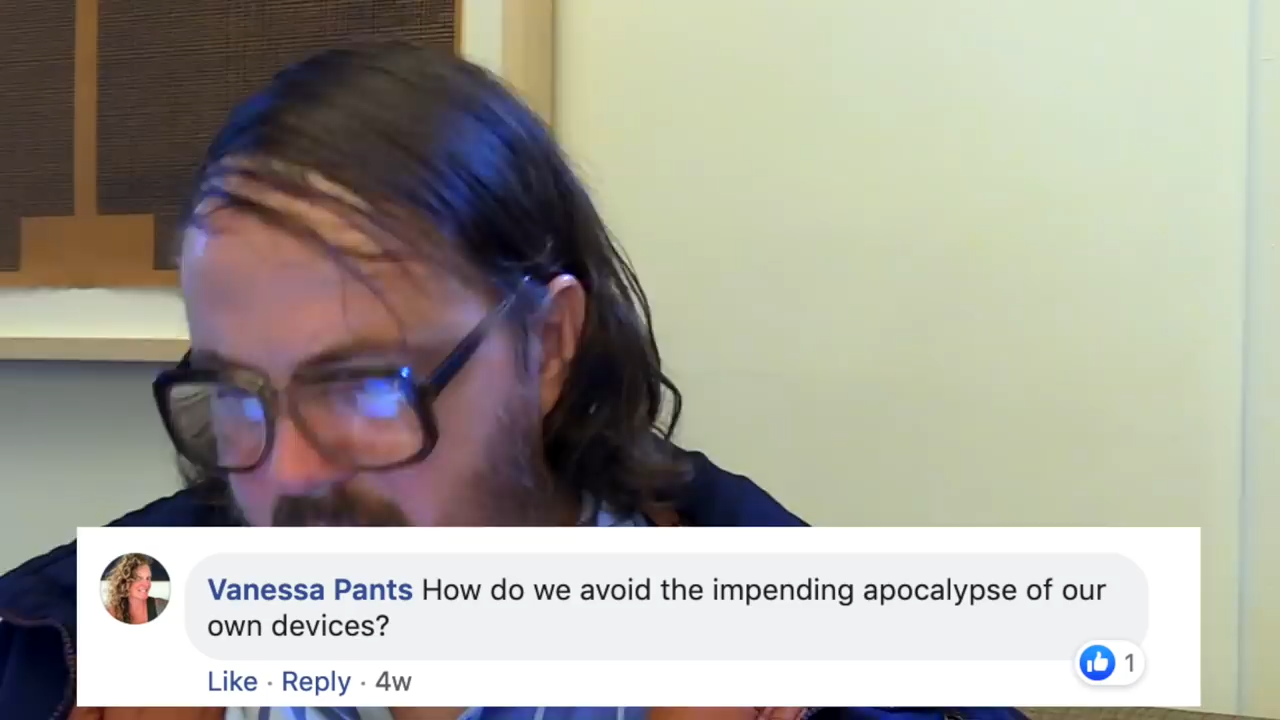 Vanessa Pants How do we avoid the impending apocalypse of our
own devices?
1
Like · Reply · 4w